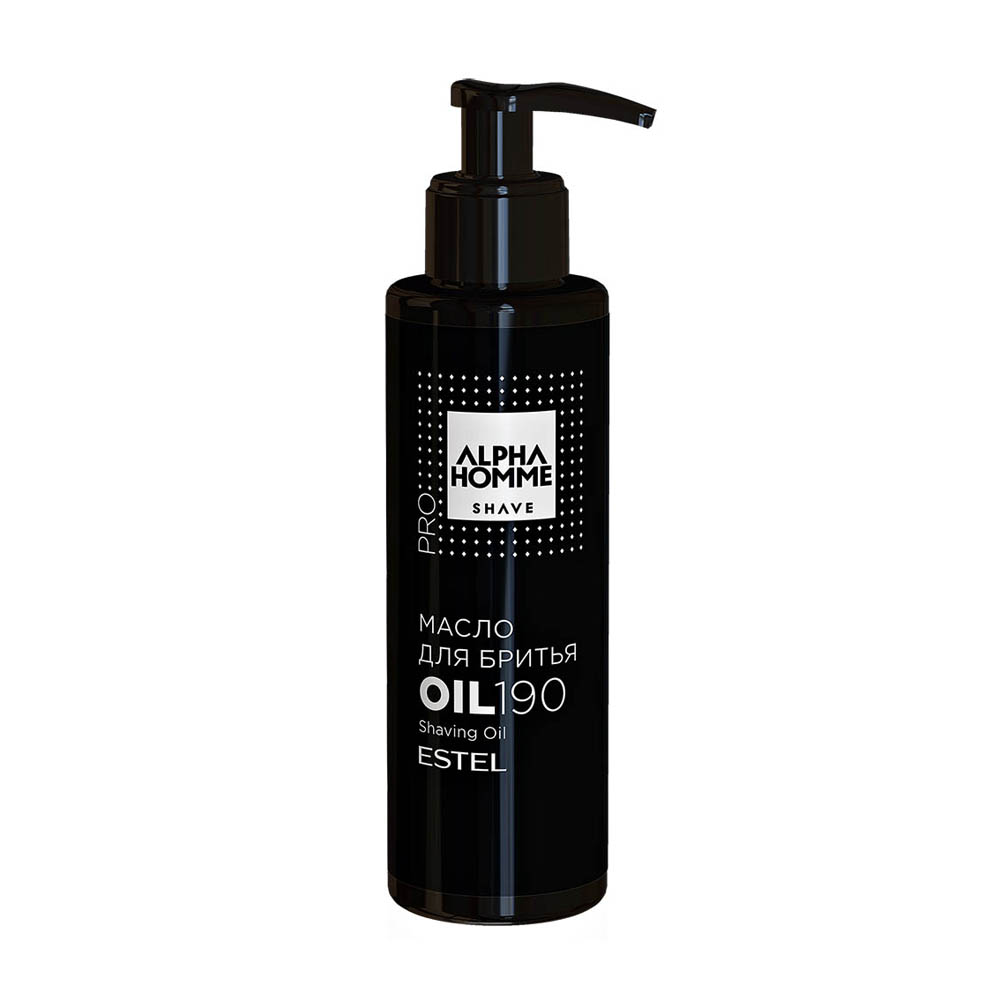 ALPHA
HOMME
SHAVE
PRO
МАСЛО
ДЛЯ БРИТЬЯ
OIL190
Shaving Oil
ESTEL